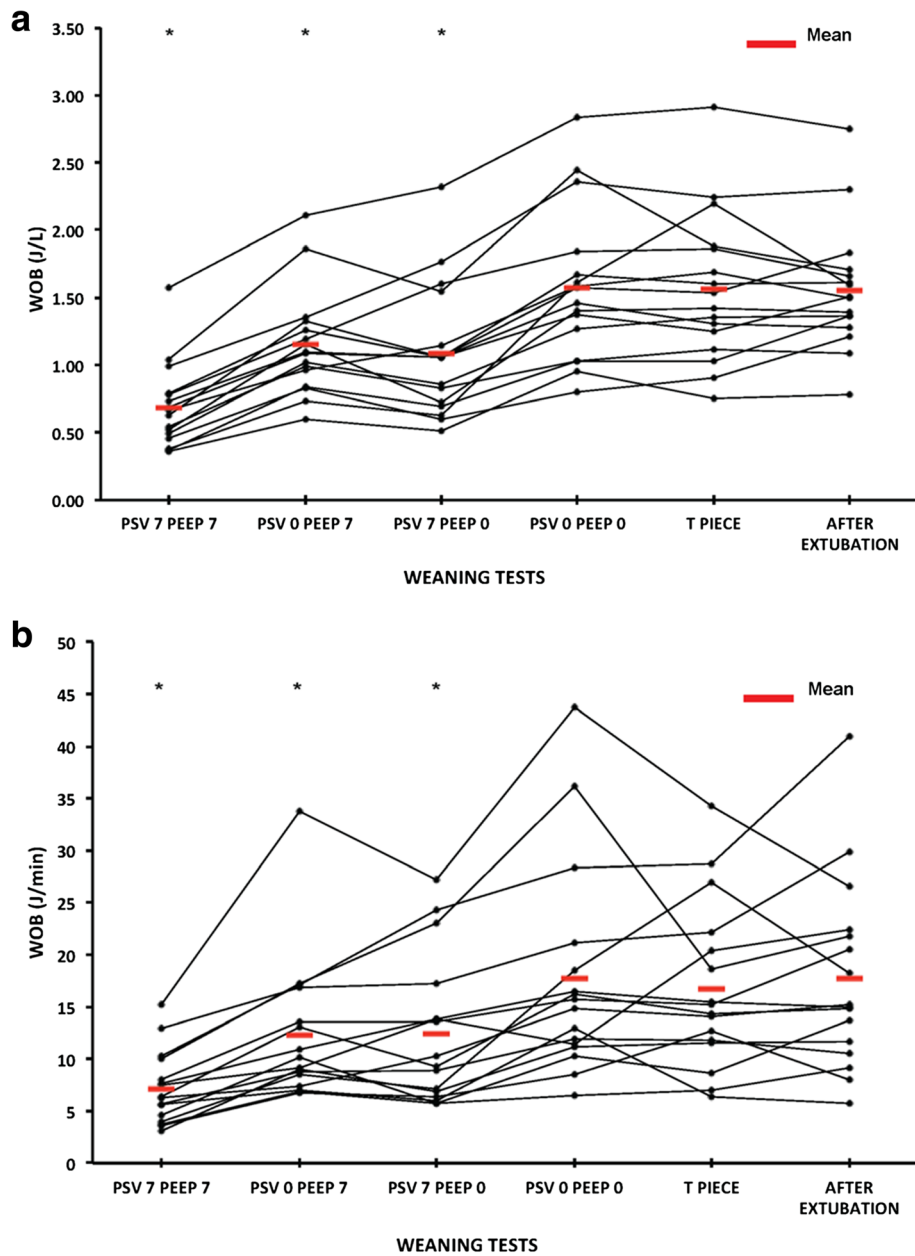 a
3.50
* * *
Mean
3.00
2.50
2.00
1.50
1.00
0.50
0.00
WOB (J/L)
PSV 7 PEEP 7 PSV 0 PEEP 7 PSV 7 PEEP 0 PSV 0 PEEP 0 T PIECE AFTER
EXTUBATION
WEANING TESTS
b
50
45
* * *
Mean
40
35
30
25
20
15
10
5
0
WOB (J/min)
PSV 7 PEEP 7 PSV 0 PEEP 7 PSV 7 PEEP 0 PSV 0 PEEP 0 T PIECE AFTER
EXTUBATION
WEANING TESTS